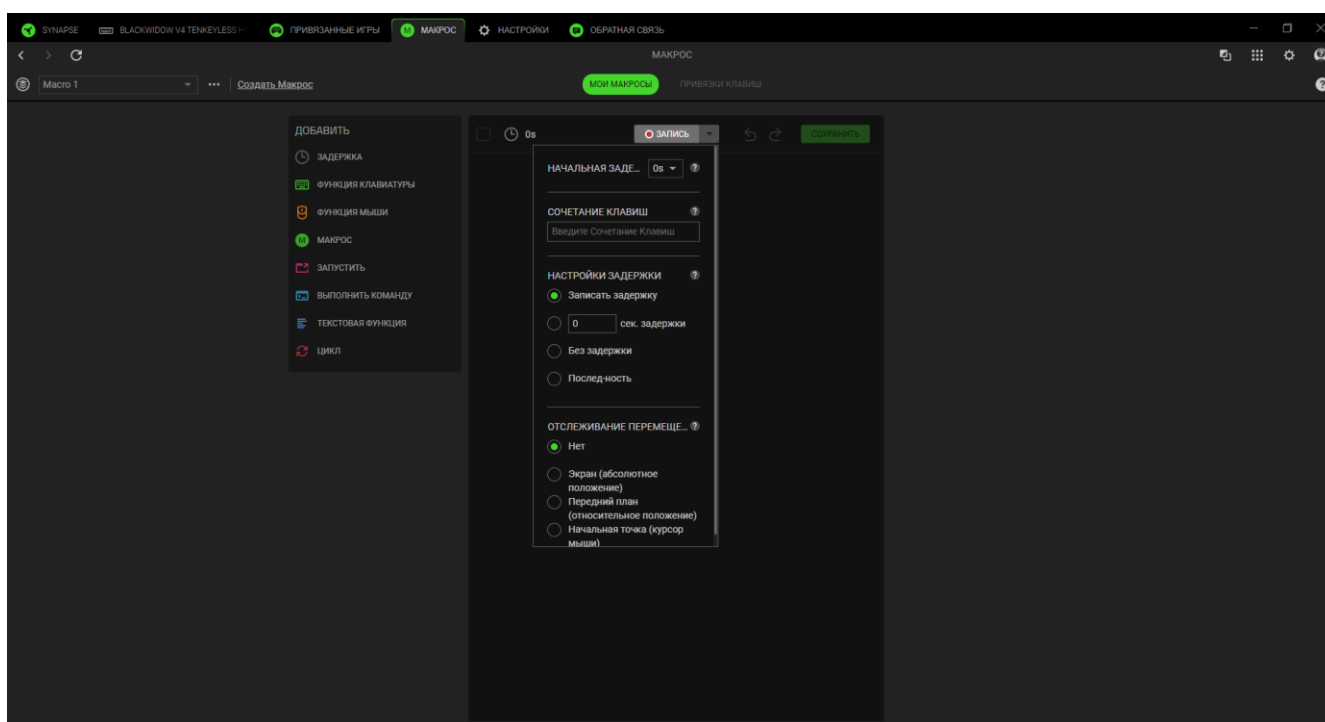 SYNAPSE
BLACKWIDOW V4 TENKEYLESS H
ПРИВЯЗАННЫЕ ИГРЫ
МАКРОС
НАСТРОЙКИ
ОБРАТНАЯ СВЯЗЬ
МАКРОС
Macro 1
Создать Макрос
МОИ МАКРОСЫ
ПРИВЯЗКИ КЛАВИШ
ДОБАВИТЬ
ЗАДЕРЖКА
ФУНКЦИЯ КЛАВИАТУРЫ
ФУНКЦИЯ МЫШИ
МАКРОС
ЗАПУСТИТЬ
ВЫПОЛНИТЬ КОМАНДУ
ТЕКСТОВАЯ ФУНКЦИЯ
ЦИКЛ
0s
ЗАПИСЬ
СОХРАНИТЬ
НАЧАЛЬНАЯ ЗАДЕ... 0s
СОЧЕТАНИЕ КЛАВИШ
Введите Сочетание Клавиш
НАСТРОЙКИ ЗАДЕРЖКИ
Записать задержку
0 сек. задержки
Без задержки
Послед-ность
ОТСЛЕЖИВАНИЕ ПЕРЕМЕЩЕ...
Нет
Экран (абсолютное
положение)
Передний план
(относительное положение)
Начальная точка (курсор
мыши)